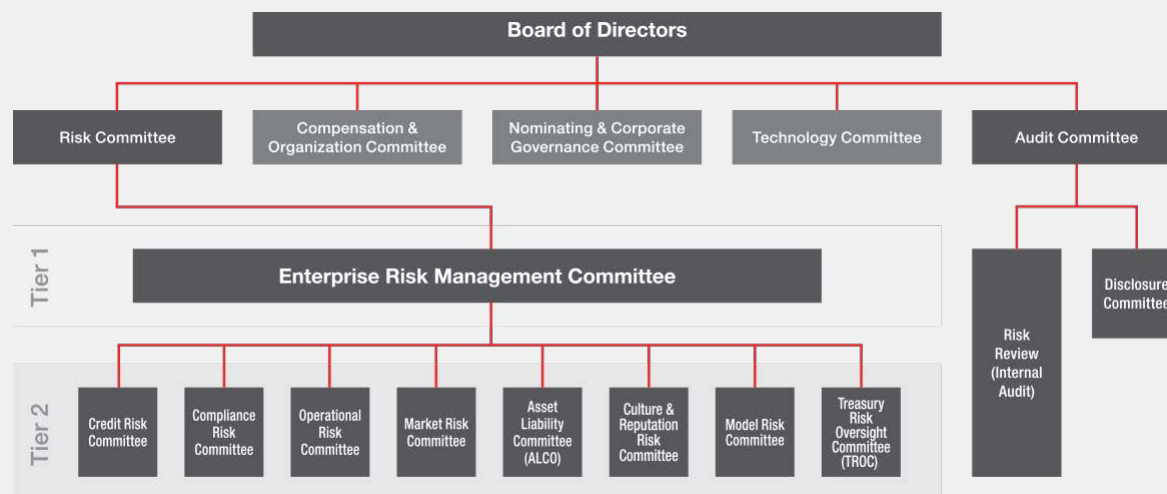 Board of Directors
Risk Committee
Compensation &
Organization Committee
Nominating & Corporate
Governance Committee
Technology Committee
Audit Committee
Tier 1
Enterprise Risk Management Committee
Risk
Review
(Internal
Audit)
Disclosure
Committee
Tier 2
Credit Risk
Committee
Compliance
Risk
Committee
Operational
Risk
Committee
Market Risk
Committee
Asset
Liability
Committee
(ALCO)
Culture &
Reputation
Risk
Committee
Model Risk
Committee
Treasury
Risk
Oversight
Committee
(TROC)